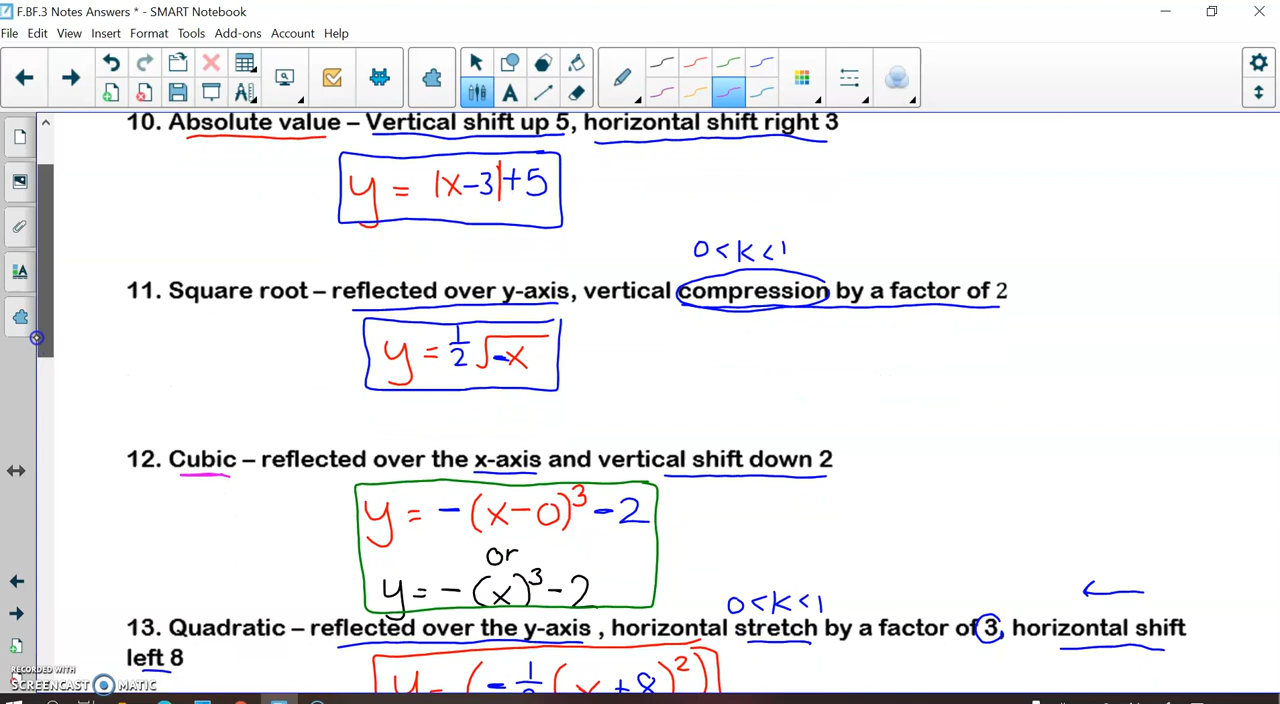 F.BF.3 Notes Answers * - SMART Notebook
File Edit View Insert Format Tools Add-ons Account Help
10. Absolute value – Vertical shift up 5, horizontal shift right 3
y = |x-3|+5
0<K<1
11. Square root – reflected over y-axis, vertical compression by a factor of 2
y = 1/2 √-x
12. Cubic – reflected over the x-axis and vertical shift down 2
y = -(x-0)³-2
or
y = -(x)³-2
0<K<1
13. Quadratic – reflected over the y-axis , horizontal stretch by a factor of 3, horizontal shift
left 8
RECORDED WITH
SCREENCAST MATIC